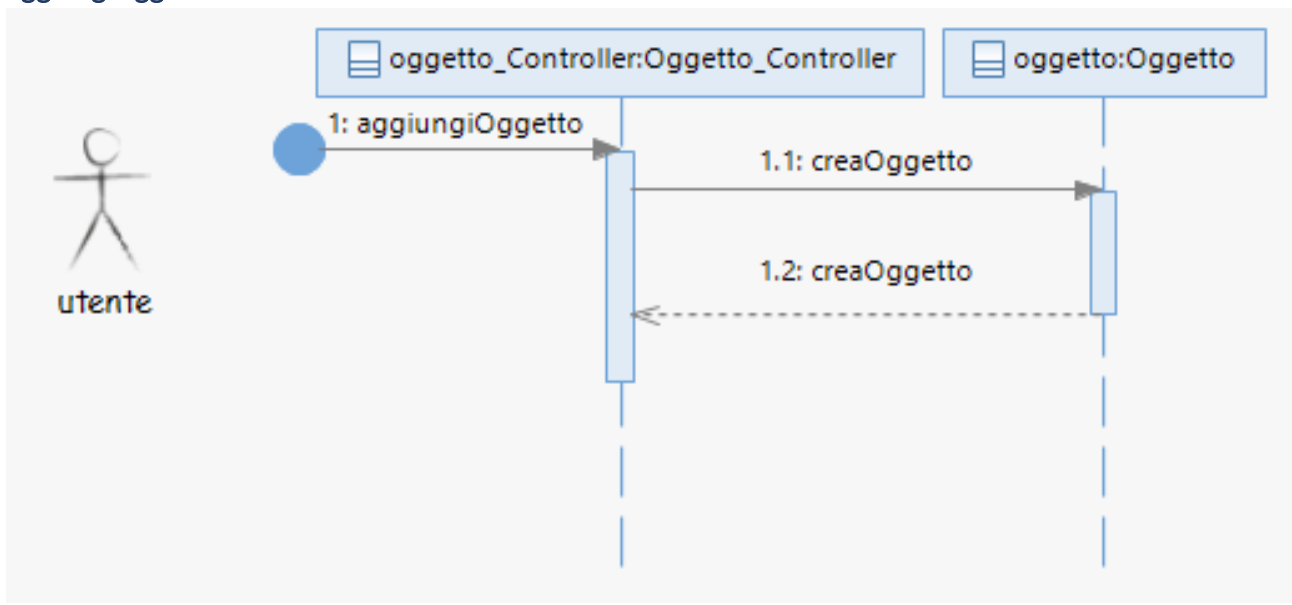 oggetto_Controller:Oggetto_Controller
oggetto:Oggetto
1: aggiungiOggetto
1.1: creaOggetto
1.2: creaOggetto
utente